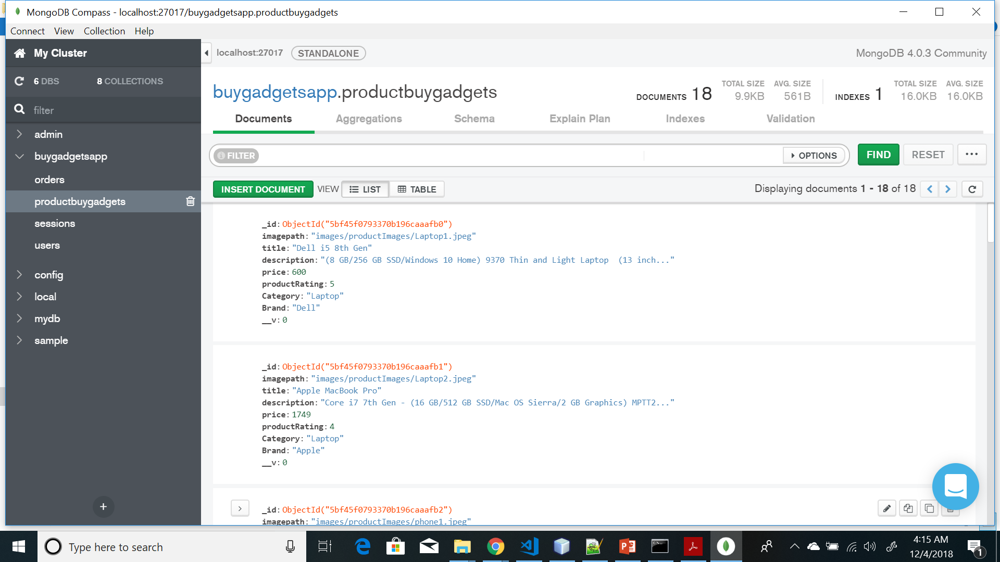 MongoDB Compass - localhost:27017/buygadgetsapp.productbuygadgets
Connect View Collection Help
My Cluster
6 DBS 8 COLLECTIONS
filter
admin
buygadgetsapp
orders
productbuygadgets
sessions
users
config
local
mydb
sample
+
localhost:27017 STANDALONE
MongoDB 4.0.3 Community
buygadgetsapp.productbuygadgets
DOCUMENTS 18 TOTAL SIZE 9.9KB AVG. SIZE 561B INDEXES 1 TOTAL SIZE 16.0KB AVG. SIZE 16.0KB
Documents Aggregations Schema Explain Plan Indexes Validation
FILTER OPTIONS FIND RESET ...
INSERT DOCUMENT VIEW LIST TABLE Displaying documents 1 - 18 of 18
_id: ObjectId("5bf45f0793370b196caaafb0")
imagepath: "images/productImages/Laptop1.jpeg"
title: "Dell i5 8th Gen"
description: "(8 GB/256 GB SSD/Windows 10 Home) 9370 Thin and Light Laptop  (13 inch..."
price: 600
productRating: 5
Category: "Laptop"
Brand: "Dell"
__v: 0
_id: ObjectId("5bf45f0793370b196caaafb1")
imagepath: "images/productImages/Laptop2.jpeg"
title: "Apple MacBook Pro"
description: "Core i7 7th Gen - (16 GB/512 GB SSD/Mac OS Sierra/2 GB Graphics) MPTT2..."
price: 1749
productRating: 4
Category: "Laptop"
Brand: "Apple"
__v: 0
_id: ObjectId("5bf45f0793370b196caaafb2")
imagepath: "images/productImages/phone1.jpeg"
Type here to search
4:15 AM
12/4/2018
1